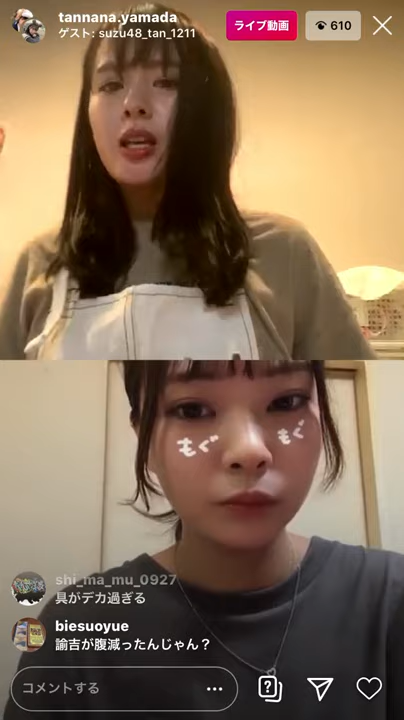 tannana.yamada
ゲスト: suzu48_tan_1211
ライブ動画
610
もぐ
もぐ
shi_ma_mu_0927
具がデカ過ぎる
biesuoyue
諭吉が腹減ったんじゃん？
コメントする